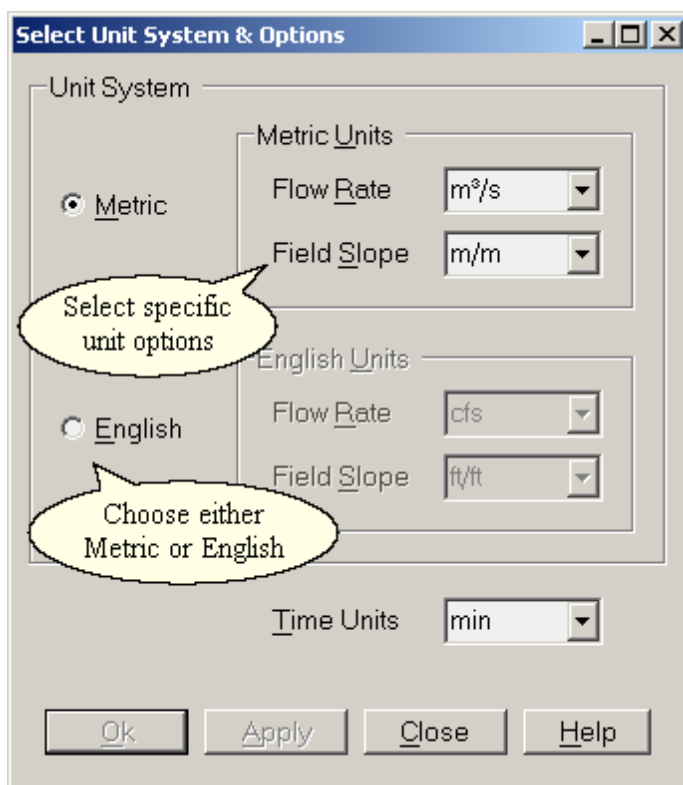 Select Unit System & Options
Unit System
Metric Units
Metric
Flow Rate
m³/s
Field Slope
m/m
Select specific
unit options
English Units
English
Flow Rate
cfs
Field Slope
ft/ft
Choose either
Metric or English
Time Units
min
Ok
Apply
Close
Help